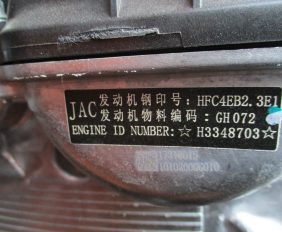 JAC 发动机钢印号: HFC4EB2.3E1
发动机物料编码: GH072
ENGINE ID NUMBER: ☆H3348703☆